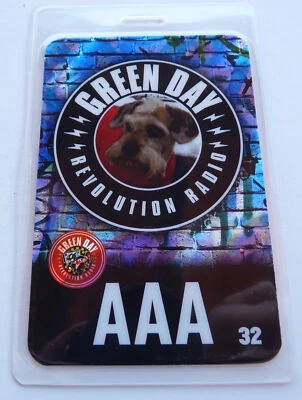 GREEN DAY
REVOLUTION RADIO
GREEN DAY
REVOLUTION RADIO
AAA
32